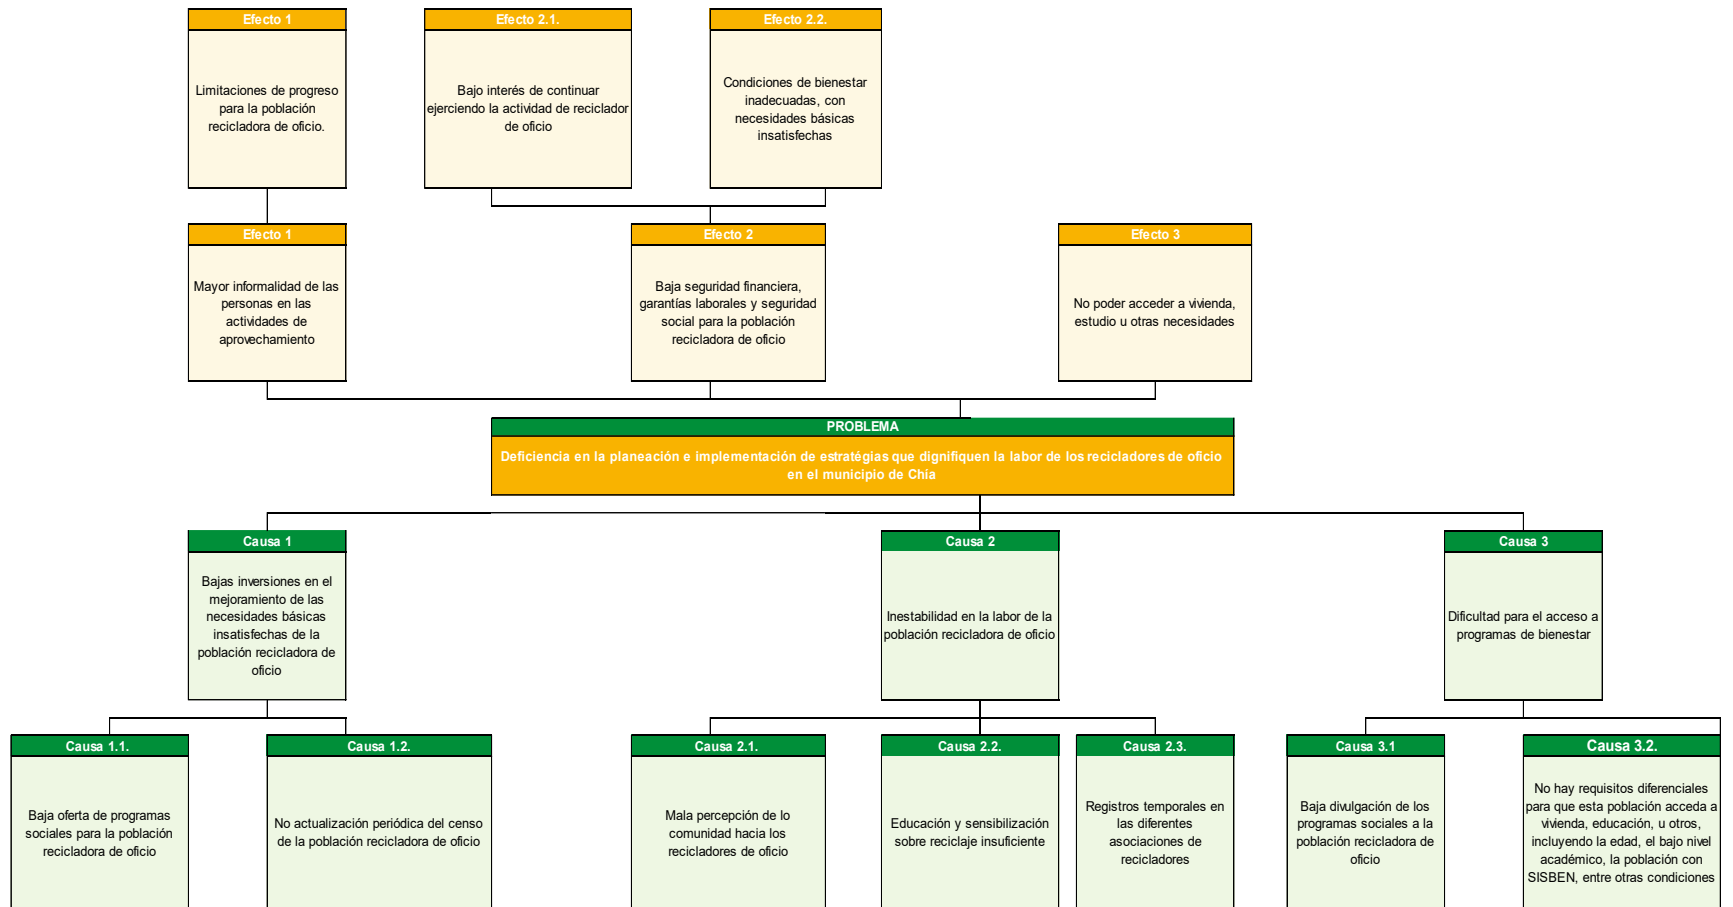 Efecto 1
Limitaciones de progreso
para la población
recicladora de oficio.
Efecto 2.1.
Bajo interés de continuar
ejerciendo la actividad de reciclador
de oficio
Efecto 2.2.
Condiciones de bienestar
inadecuadas, con
necesidades básicas
insatisfechas
Efecto 1
Mayor informalidad de las
personas en las
actividades de
aprovechamiento
Efecto 2
Baja seguridad financiera,
garantías laborales y seguridad
social para la población
recicladora de oficio
Efecto 3
No poder acceder a vivienda,
estudio u otras necesidades
PROBLEMA
Deficiencia en la planeación e implementación de estratégias que dignifiquen la labor de los recicladores de oficio
en el municipio de Chia
Causa 1
Bajas inversiones en el
mejoramiento de las
necesidades básicas
insatisfechas de la
población recicladora de
oficio
Causa 2
Inestabilidad en la labor de la
población recicladora de oficio
Causa 3
Dificultad para el acceso a
programas de bienestar
Causa 1.1.
Baja oferta de programas
sociales para la población
recicladora de oficio
Causa 1.2.
No actualización periódica del censo
de la población recicladora de oficio
Causa 2.1.
Mala percepción de lo
comunidad hacia los
recicladores de oficio
Causa 2.2.
Educación y sensibilización
sobre reciclaje insuficiente
Causa 2.3.
Registros temporales en
las diferentes
asociaciones de
recicladores
Causa 3.1
Baja divulgación de los
programas sociales a la
población recicladora de
oficio
Causa 3.2.
No hay requisitos diferenciales
para que esta población acceda a
vivienda, educación, u otros,
incluyendo la edad, el bajo nivel
académico, la población con
SISBEN, entre otras condiciones